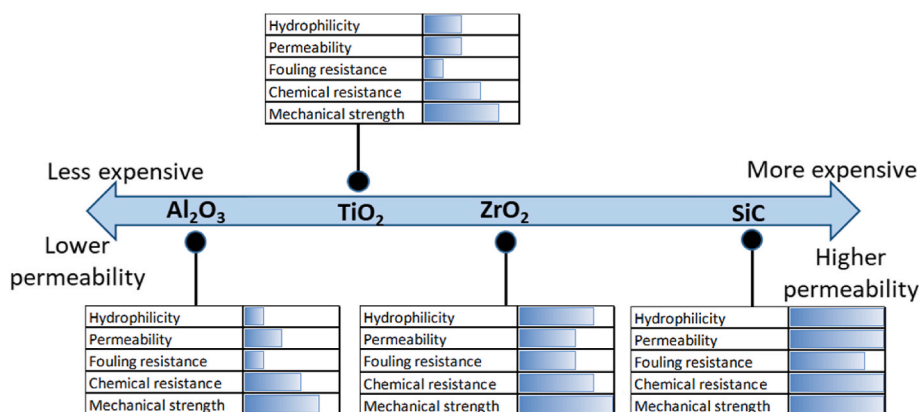 Hydrophilicity
Permeability
Fouling resistance
Chemical resistance
Mechanical strength
Less expensive
More expensive
Al₂O₃
TiO₂
ZrO₂
SiC
Lower
permeability
Higher
permeability
Hydrophilicity
Permeability
Fouling resistance
Chemical resistance
Mechanical strength
Hydrophilicity
Permeability
Fouling resistance
Chemical resistance
Mechanical strength
Hydrophilicity
Permeability
Fouling resistance
Chemical resistance
Mechanical strength